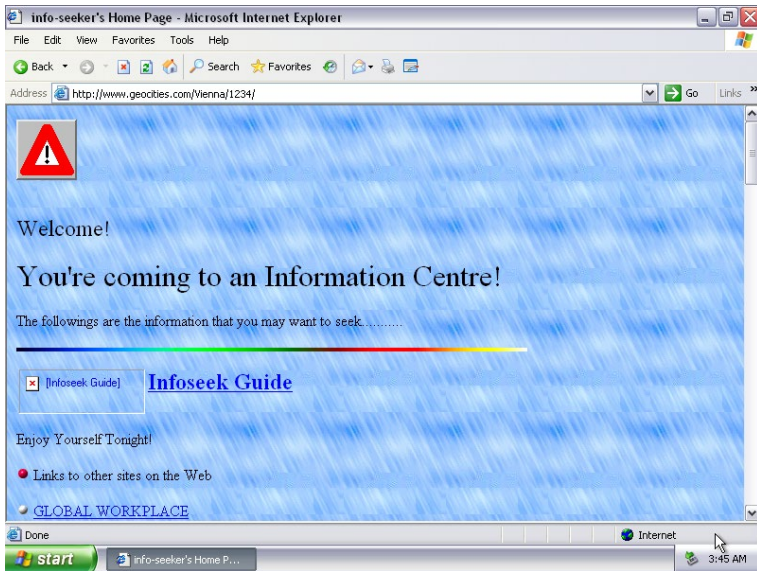 info-seeker's Home Page - Microsoft Internet Explorer
File Edit View Favorites Tools Help
Back Search Favorites
Address http://www.geocities.com/Vienna/1234/ Go Links »
Welcome!
You're coming to an Information Centre!
The followings are the information that you may want to seek..........
[Infoseek Guide] Infoseek Guide
Enjoy Yourself Tonight!
Links to other sites on the Web
GLOBAL WORKPLACE
Done Internet
start info-seeker's Home P... 3:45 AM